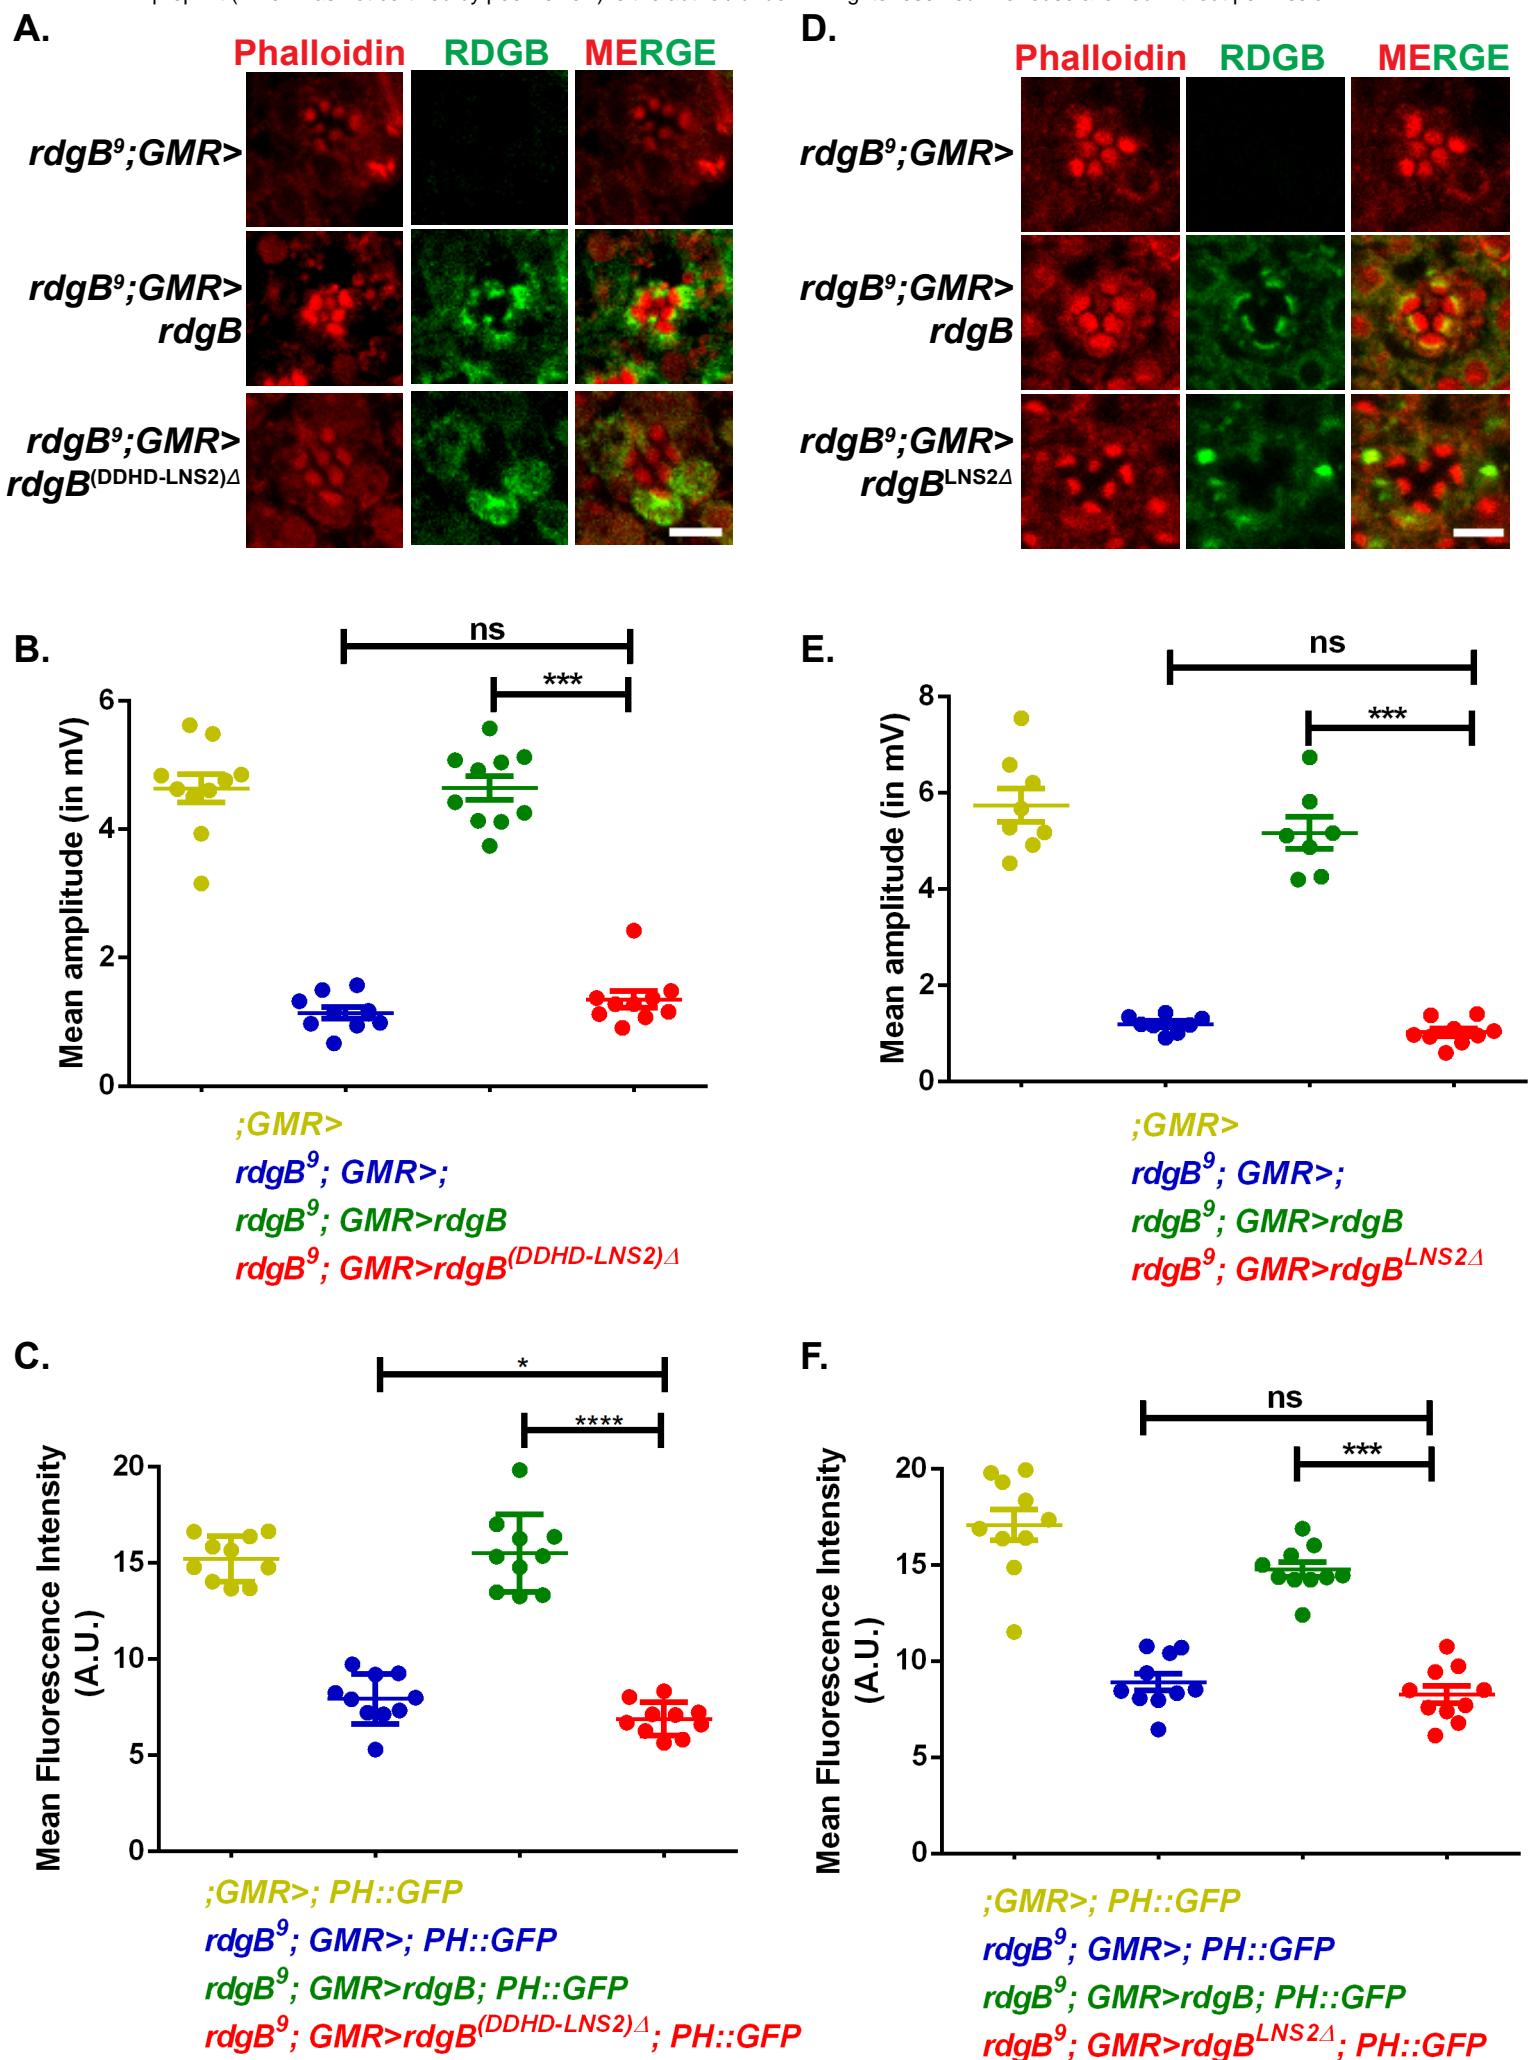 A.
Phalloidin RDGB MERGE
rdgB⁹;GMR>
rdgB⁹;GMR>
rdgB
rdgB⁹;GMR>
rdgB(DDHD-LNS2)Δ
D.
Phalloidin RDGB MERGE
rdgB⁹;GMR>
rdgB⁹;GMR>
rdgB
rdgB⁹;GMR>
rdgBLNS2Δ
B.
ns
***
Mean amplitude (in mV)
6
4
2
0
;GMR>
rdgB⁹; GMR>;
rdgB⁹; GMR>rdgB
rdgB⁹; GMR>rdgB(DDHD-LNS2)Δ
E.
ns
***
Mean amplitude (in mV)
8
6
4
2
0
;GMR>
rdgB⁹; GMR>;
rdgB⁹; GMR>rdgB
rdgB⁹; GMR>rdgBLNS2Δ
C.
*
****
Mean Fluorescence Intensity
(A.U.)
20
15
10
5
0
;GMR>; PH::GFP
rdgB⁹; GMR>; PH::GFP
rdgB⁹; GMR>rdgB; PH::GFP
rdgB⁹; GMR>rdgB(DDHD-LNS2)Δ; PH::GFP
F.
ns
***
Mean Fluorescence Intensity
(A.U.)
20
15
10
5
0
;GMR>; PH::GFP
rdgB⁹; GMR>; PH::GFP
rdgB⁹; GMR>rdgB; PH::GFP
rdgB⁹; GMR>rdgBLNS2Δ; PH::GFP